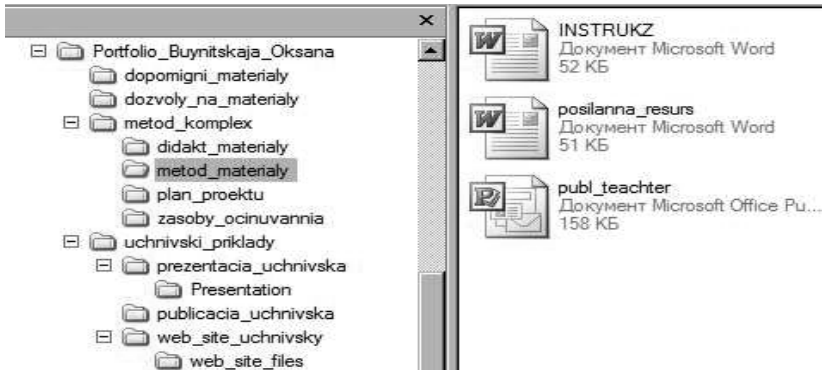 Portfolio_Buynitskaja_Oksana
dopomigni_materialy
dozvoly_na_materialy
metod_komplex
didakt_materialy
metod_materialy
plan_proektu
zasoby_ocinuvannia
uchnivski_priklady
prezentacia_uchnivska
Presentation
publicacia_uchnivska
web_site_uchnivsky
web_site_files
INSTRUKZ
Документ Microsoft Word
52 КБ
posilanna_resurs
Документ Microsoft Word
51 КБ
publ_teachter
Документ Microsoft Office Pu...
158 КБ